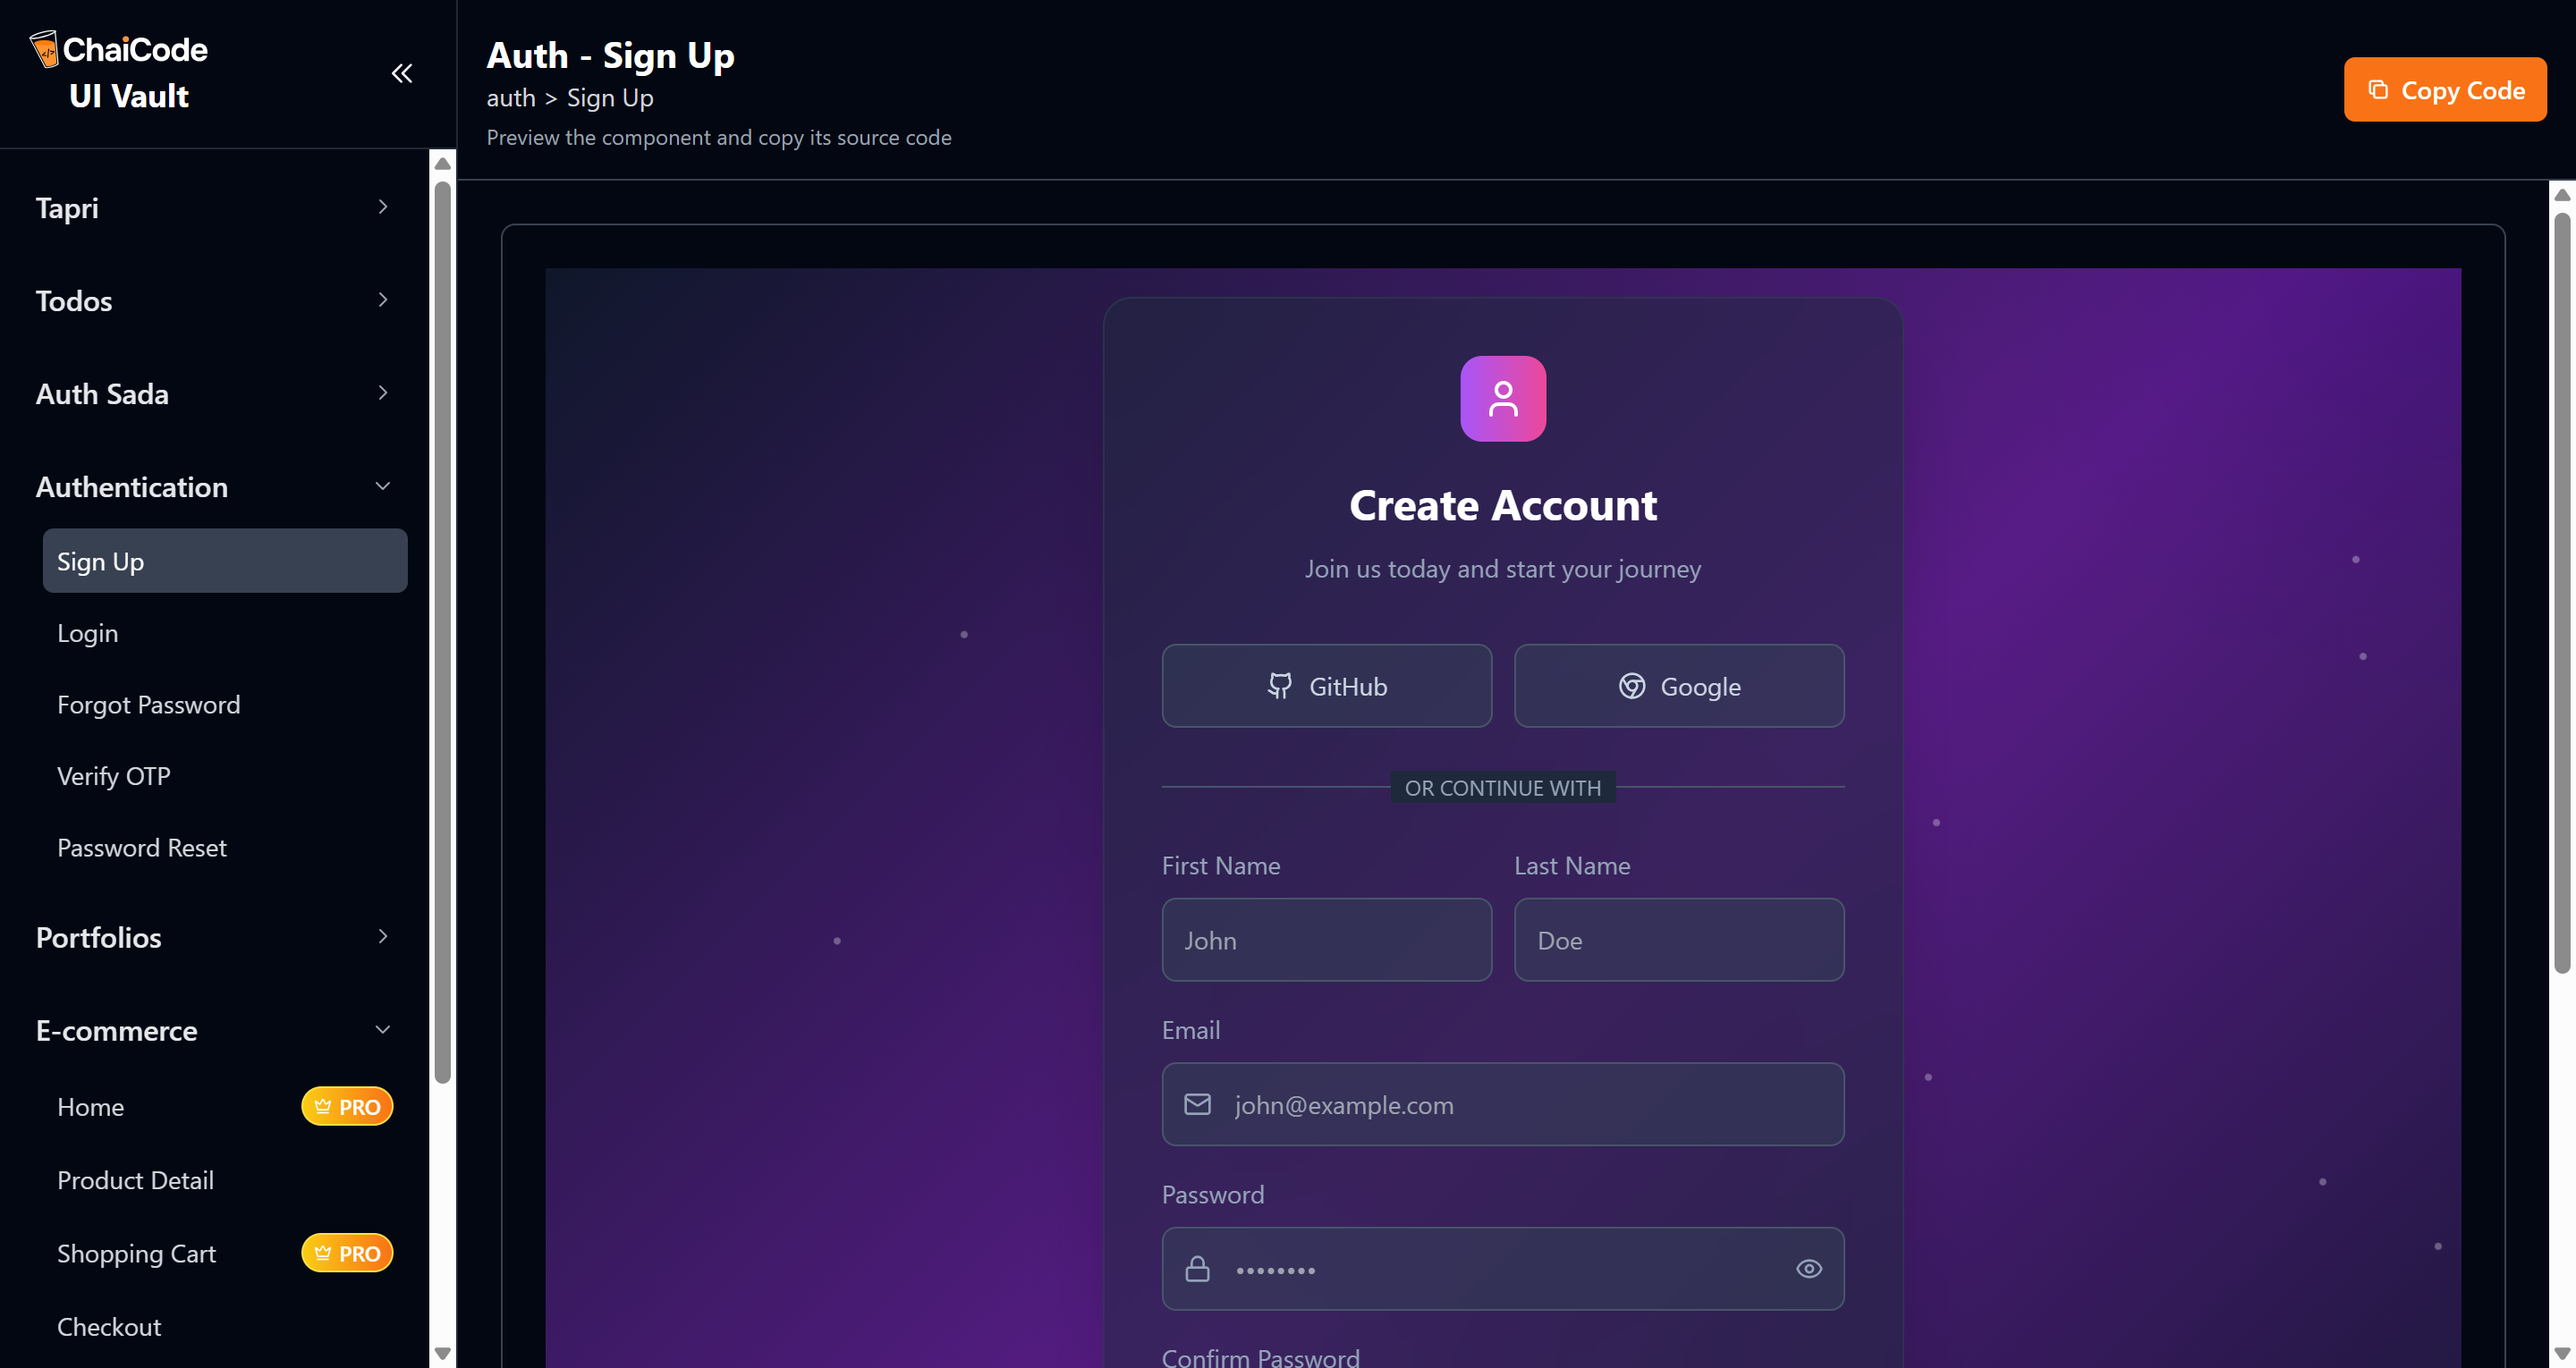 ChaiCode
UI Vault
Tapri
Todos
Auth Sada
Authentication
Sign Up
Login
Forgot Password
Verify OTP
Password Reset
Portfolios
E-commerce
Home
PRO
Product Detail
Shopping Cart
PRO
Checkout
Auth - Sign Up
auth > Sign Up
Preview the component and copy its source code
Copy Code
Create Account
Join us today and start your journey
GitHub
Google
OR CONTINUE WITH
First Name
Last Name
John
Doe
Email
john@example.com
Password
••••••••
Confirm Password